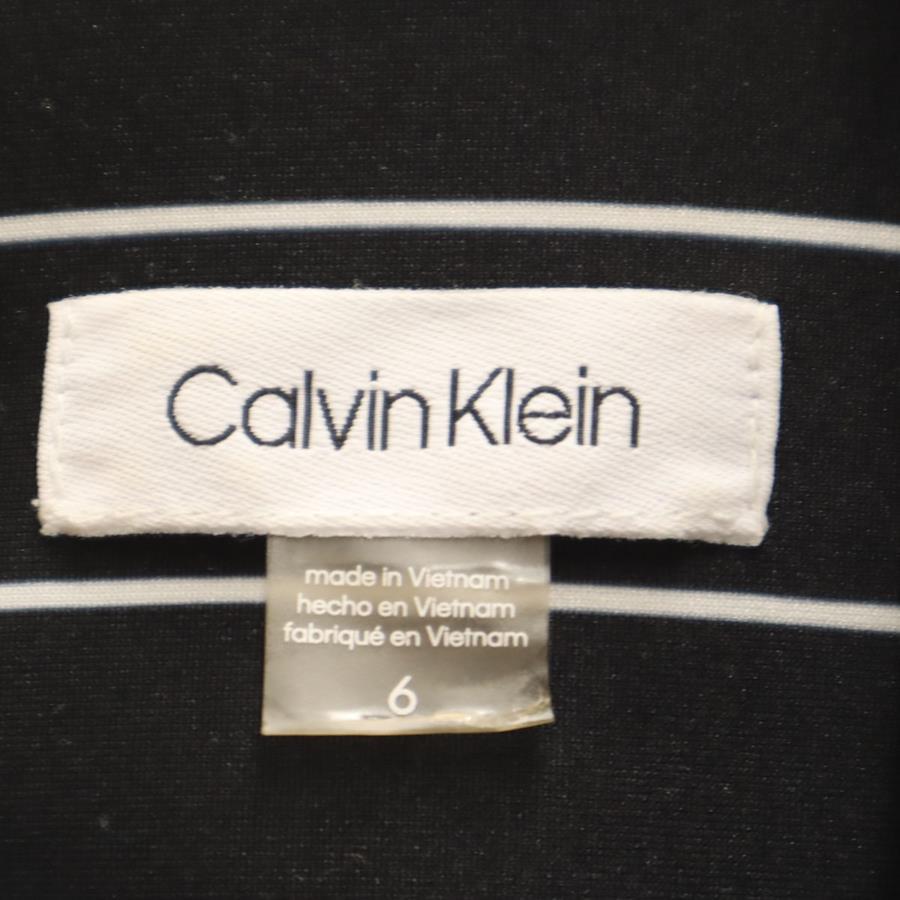 Calvin Klein
made in Vietnam
hecho en Vietnam
fabriqué en Vietnam
6